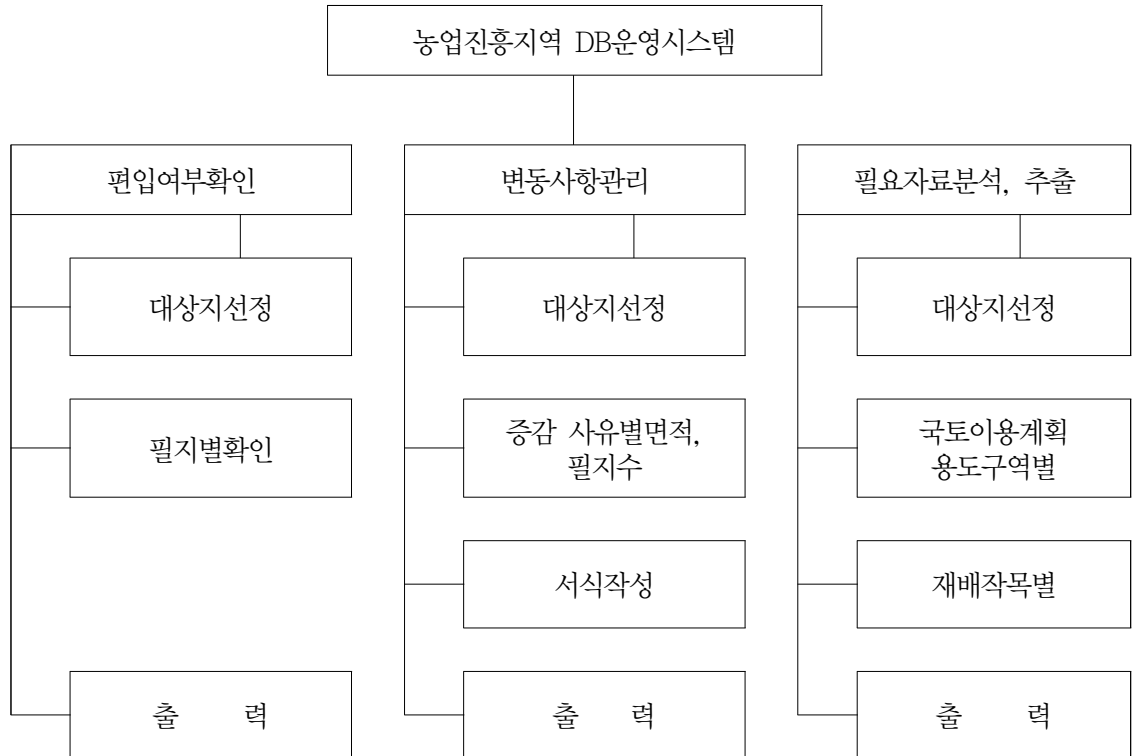 농업진흥지역 DB운영시스템
편입여부확인
변동사항관리
필요자료분석, 추출
대상지선정
대상지선정
대상지선정
필지별확인
증감 사유별면적,
필지수
국토이용계획
용도구역별
서식작성
재배작목별
출 력
출 력
출 력